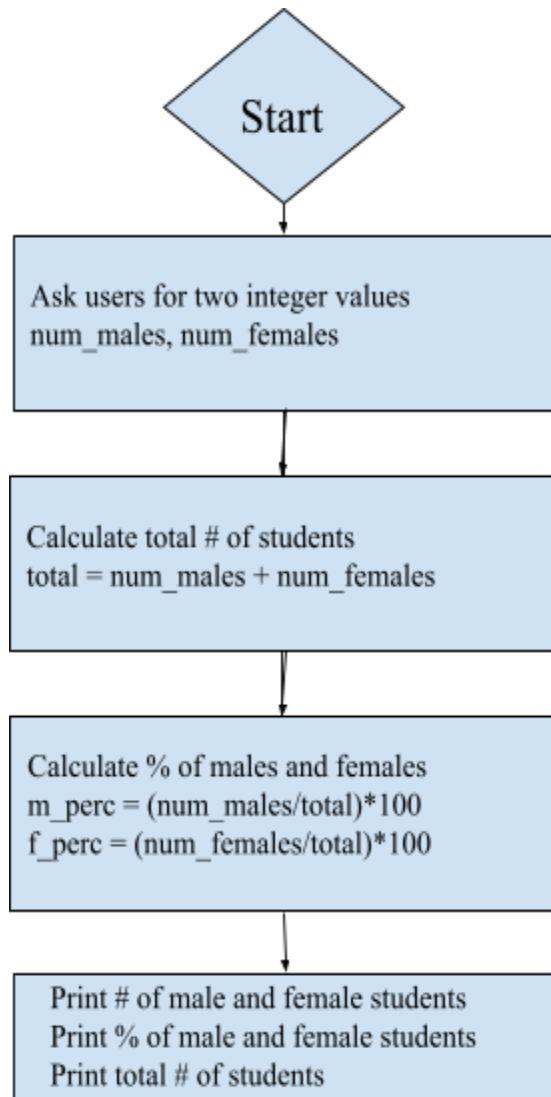 Start
Ask users for two integer values
num_males, num_females
Calculate total # of students
total = num_males + num_females
Calculate % of males and females
m_perc = (num_males/total)*100
f_perc = (num_females/total)*100
Print # of male and female students
Print % of male and female students
Print total # of students